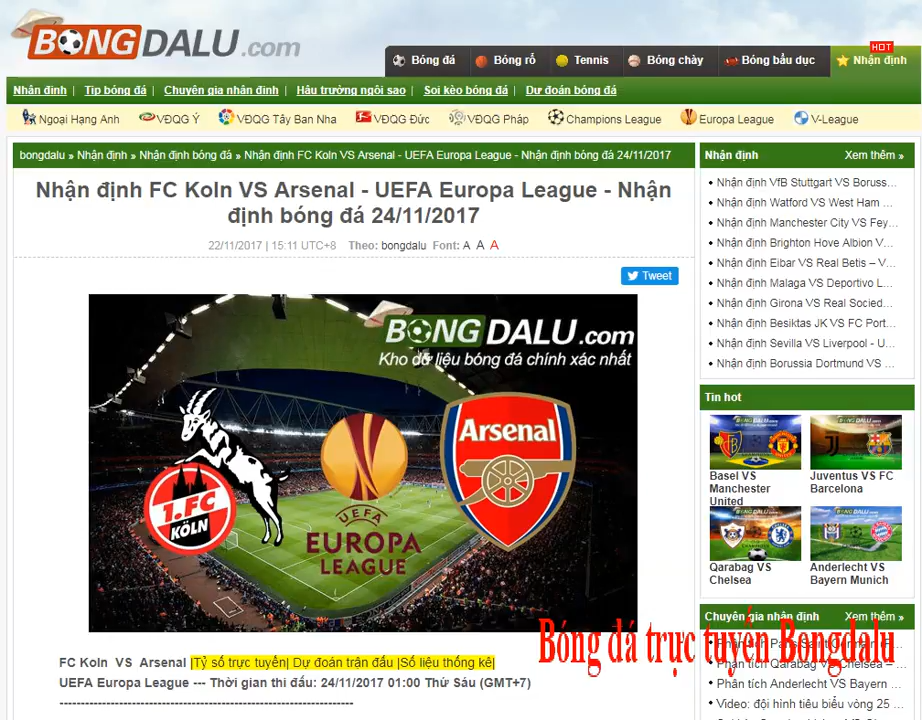 BONGDALU.com
HOT
Bóng đá Bóng rổ Tennis Bóng chày Bóng bầu dục Nhận định
Nhận định | Tip bóng đá | Chuyên gia nhận định | Hậu trường ngôi sao | Soi kèo bóng đá | Dự đoán bóng đá
Ngoại Hạng Anh VĐQG Ý VĐQG Tây Ban Nha VĐQG Đức VĐQG Pháp Champions League Europa League V-League
bongdalu » Nhận định » Nhận định bóng đá » Nhận định FC Koln VS Arsenal - UEFA Europa League - Nhận định bóng đá 24/11/2017
Nhận định FC Koln VS Arsenal - UEFA Europa League - Nhận
định bóng đá 24/11/2017
22/11/2017 | 15:11 UTC+8 Theo: bongdalu Font: A A A
Tweet
BONGDALU.com
Kho dữ liệu bóng đá chính xác nhất
1.FC
KÖLN
UEFA
EUROPA
LEAGUE
Arsenal
FC Koln VS Arsenal |Tỷ số trực tuyến| Dự đoán trận đấu |Số liệu thống kê|
UEFA Europa League --- Thời gian thi đấu: 24/11/2017 01:00 Thứ Sáu (GMT+7)
----------------------------------------------------------------------
Nhận định Xem thêm »
Nhận định VfB Stuttgart VS Boruss...
Nhận định Watford VS West Ham ...
Nhận định Manchester City VS Fey...
Nhận định Brighton Hove Albion V...
Nhận định Eibar VS Real Betis – V...
Nhận định Malaga VS Deportivo L...
Nhận định Girona VS Real Socied...
Nhận định Besiktas JK VS FC Port...
Nhận định Sevilla VS Liverpool - U...
Nhận định Borussia Dortmund VS ...
Tin hot
Basel VS
Manchester
United
Juventus VS FC
Barcelona
Qarabag VS
Chelsea
Anderlecht VS
Bayern Munich
Chuyên gia nhận định Xem thêm »
Bóng đá trực tuyến Bongdalu
Phân tích Qarabag VS Chelsea – ...
Phân tích Anderlecht VS Bayern ...
Video: đội hình tiêu biểu vòng 25 ...